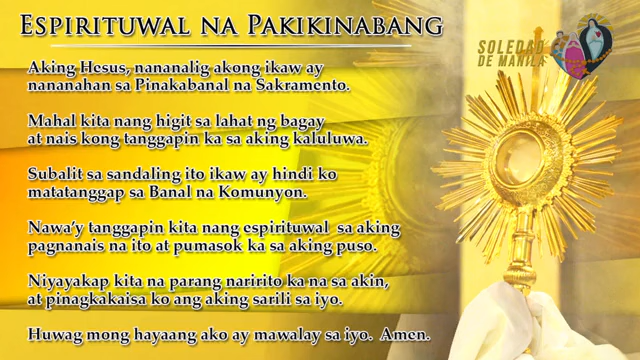 ESPIRITUWAL NA PAKIKINABANG
SOLEDAD
DE MANILA
Aking Hesus, nananalig akong ikaw ay
nananahan sa Pinakabanal na Sakramento.
Mahal kita nang higit sa lahat ng bagay
at nais kong tanggapin ka sa aking kaluluwa.
Subalit sa sandaling ito ikaw ay hindi ko
matatanggap sa Banal na Komunyon.
Nawa'y tanggapin kita nang espirituwal sa aking
pagnanais na ito at pumasok ka sa aking puso.
Niyayakap kita na parang naririto ka na sa akin,
at pinagkakaisa ko ang aking sarili sa iyo.
Huwag mong hayaang ako ay mawalay sa iyo. Amen.